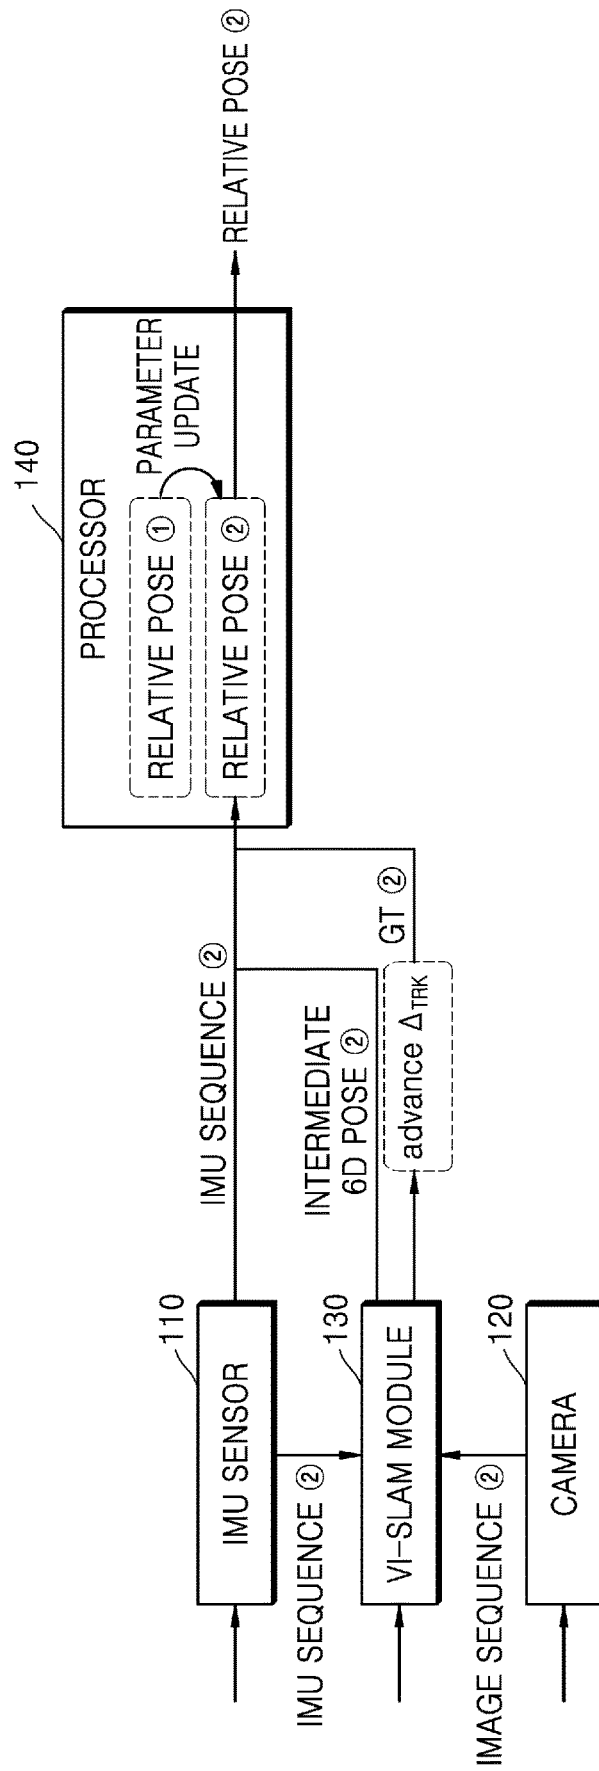 140
PROCESSOR
RELATIVE POSE ①
PARAMETER
UPDATE
RELATIVE POSE ②
RELATIVE POSE ②
110
IMU SENSOR
IMU SEQUENCE ②
IMU SEQUENCE ②
INTERMEDIATE
6D POSE ②
130
VI-SLAM MODULE
advance ΔTRK
GT ②
IMAGE SEQUENCE ②
120
CAMERA